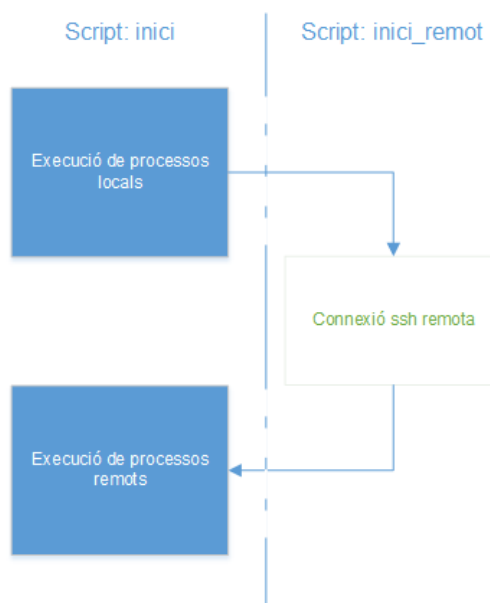 Script: inici
Script: inici_remot
Execució de processos
locals
Connexió ssh remota
Execució de processos
remots